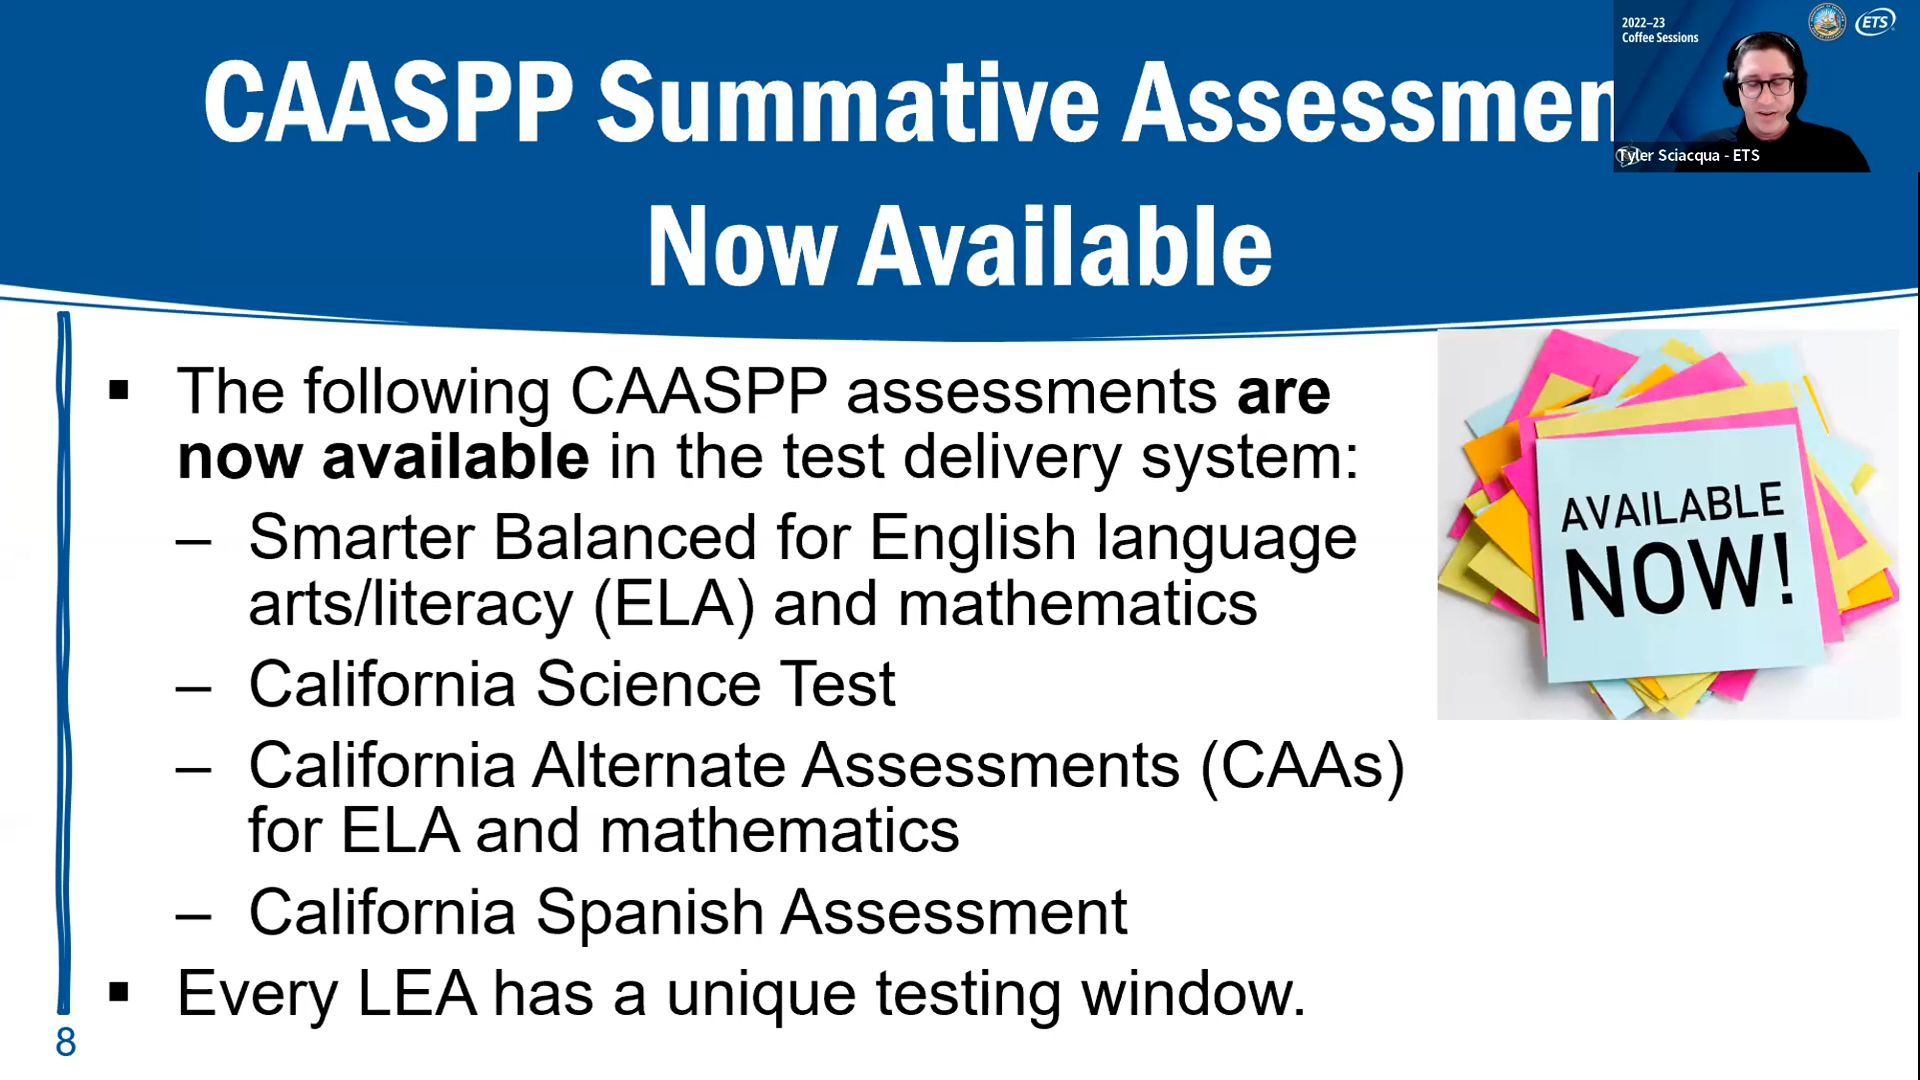 CAASPP Summative Assessmen
Now Available
2022–23
Coffee Sessions
ETS
Tyler Sciacqua - ETS
▪ The following CAASPP assessments are
now available in the test delivery system:
– Smarter Balanced for English language
arts/literacy (ELA) and mathematics
– California Science Test
– California Alternate Assessments (CAAs)
for ELA and mathematics
– California Spanish Assessment
▪ Every LEA has a unique testing window.
AVAILABLE
NOW!
8